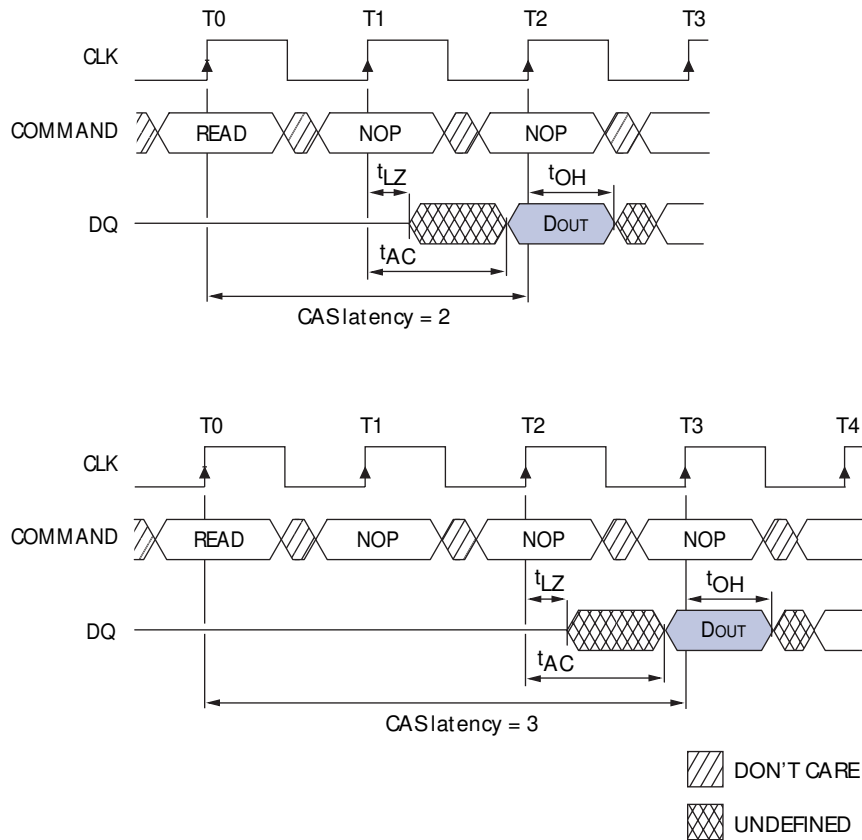 T0 T1 T2 T3
CLK
COMMAND READ NOP NOP
tLZ tOH
DQ DOUT
tAC
CAS latency = 2
T0 T1 T2 T3 T4
CLK
COMMAND READ NOP NOP NOP
tLZ tOH
DQ DOUT
tAC
CAS latency = 3
DON'T CARE
UNDEFINED